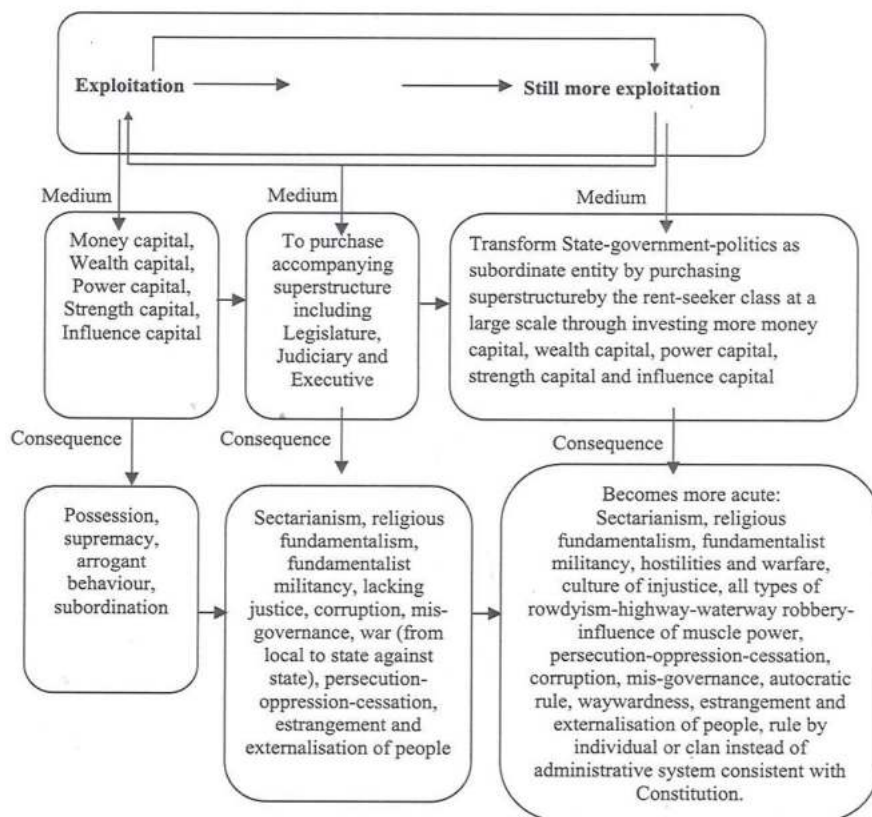 Exploitation
Still more exploitation
Medium
Medium
Medium
Money capital,
Wealth capital,
Power capital,
Strength capital,
Influence capital
To purchase
accompanying
superstructure
including
Legislature,
Judiciary and
Executive
Transform State-government-politics as
subordinate entity by purchasing
superstructureby the rent-seeker class at a
large scale through investing more money
capital, wealth capital, power capital,
strength capital and influence capital
Consequence
Consequence
Consequence
Possession,
supremacy,
arrogant
behaviour,
subordination
Sectarianism, religious
fundamentalism,
fundamentalist
militancy, lacking
justice, corruption, mis-
governance, war (from
local to state against
state), persecution-
oppression-cessation,
estrangement and
externalisation of people
Becomes more acute:
Sectarianism, religious
fundamentalism, fundamentalist
militancy, hostilities and warfare,
culture of injustice, all types of
rowdyism-highway-waterway robbery-
influence of muscle power,
persecution-oppression-cessation,
corruption, mis-governance, autocratic
rule, waywardness, estrangement and
externalisation of people, rule by
individual or clan instead of
administrative system consistent with
Constitution.